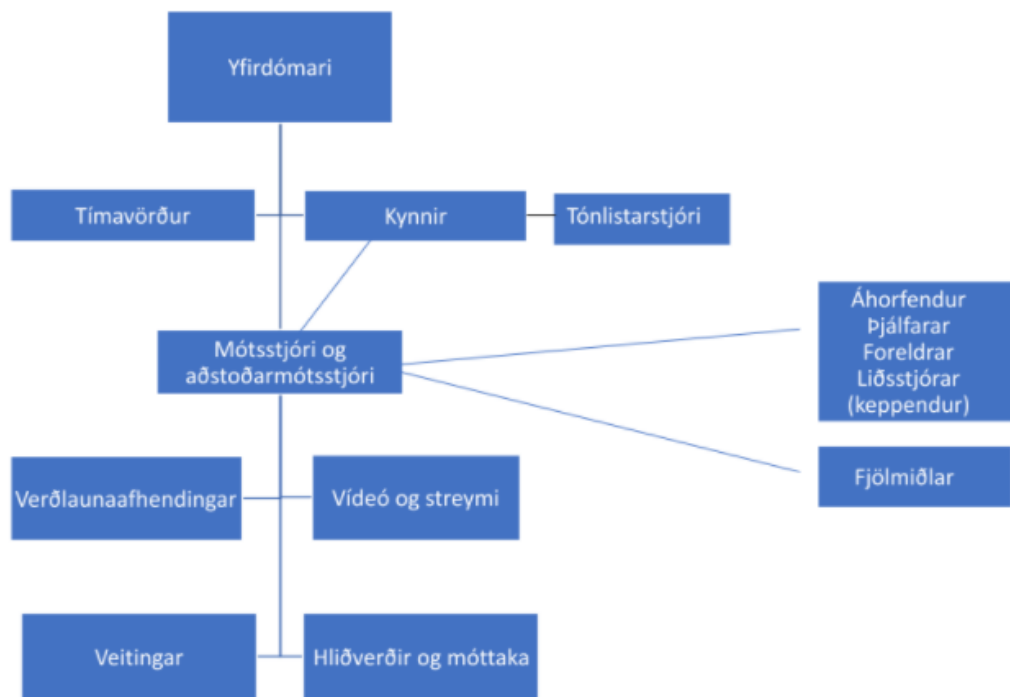 Yfirdómari
Tímavörður
Kynnir
Tónlistarstjóri
Áhorfendur
Þjálfarar
Foreldrar
Liðsstjórar
(keppendur)
Mótsstjóri og
aðstoðarmótsstjóri
Fjölmiðlar
Verðlaunaafhendingar
Vídeó og streymi
Veitingar
Hliðverðir og móttaka